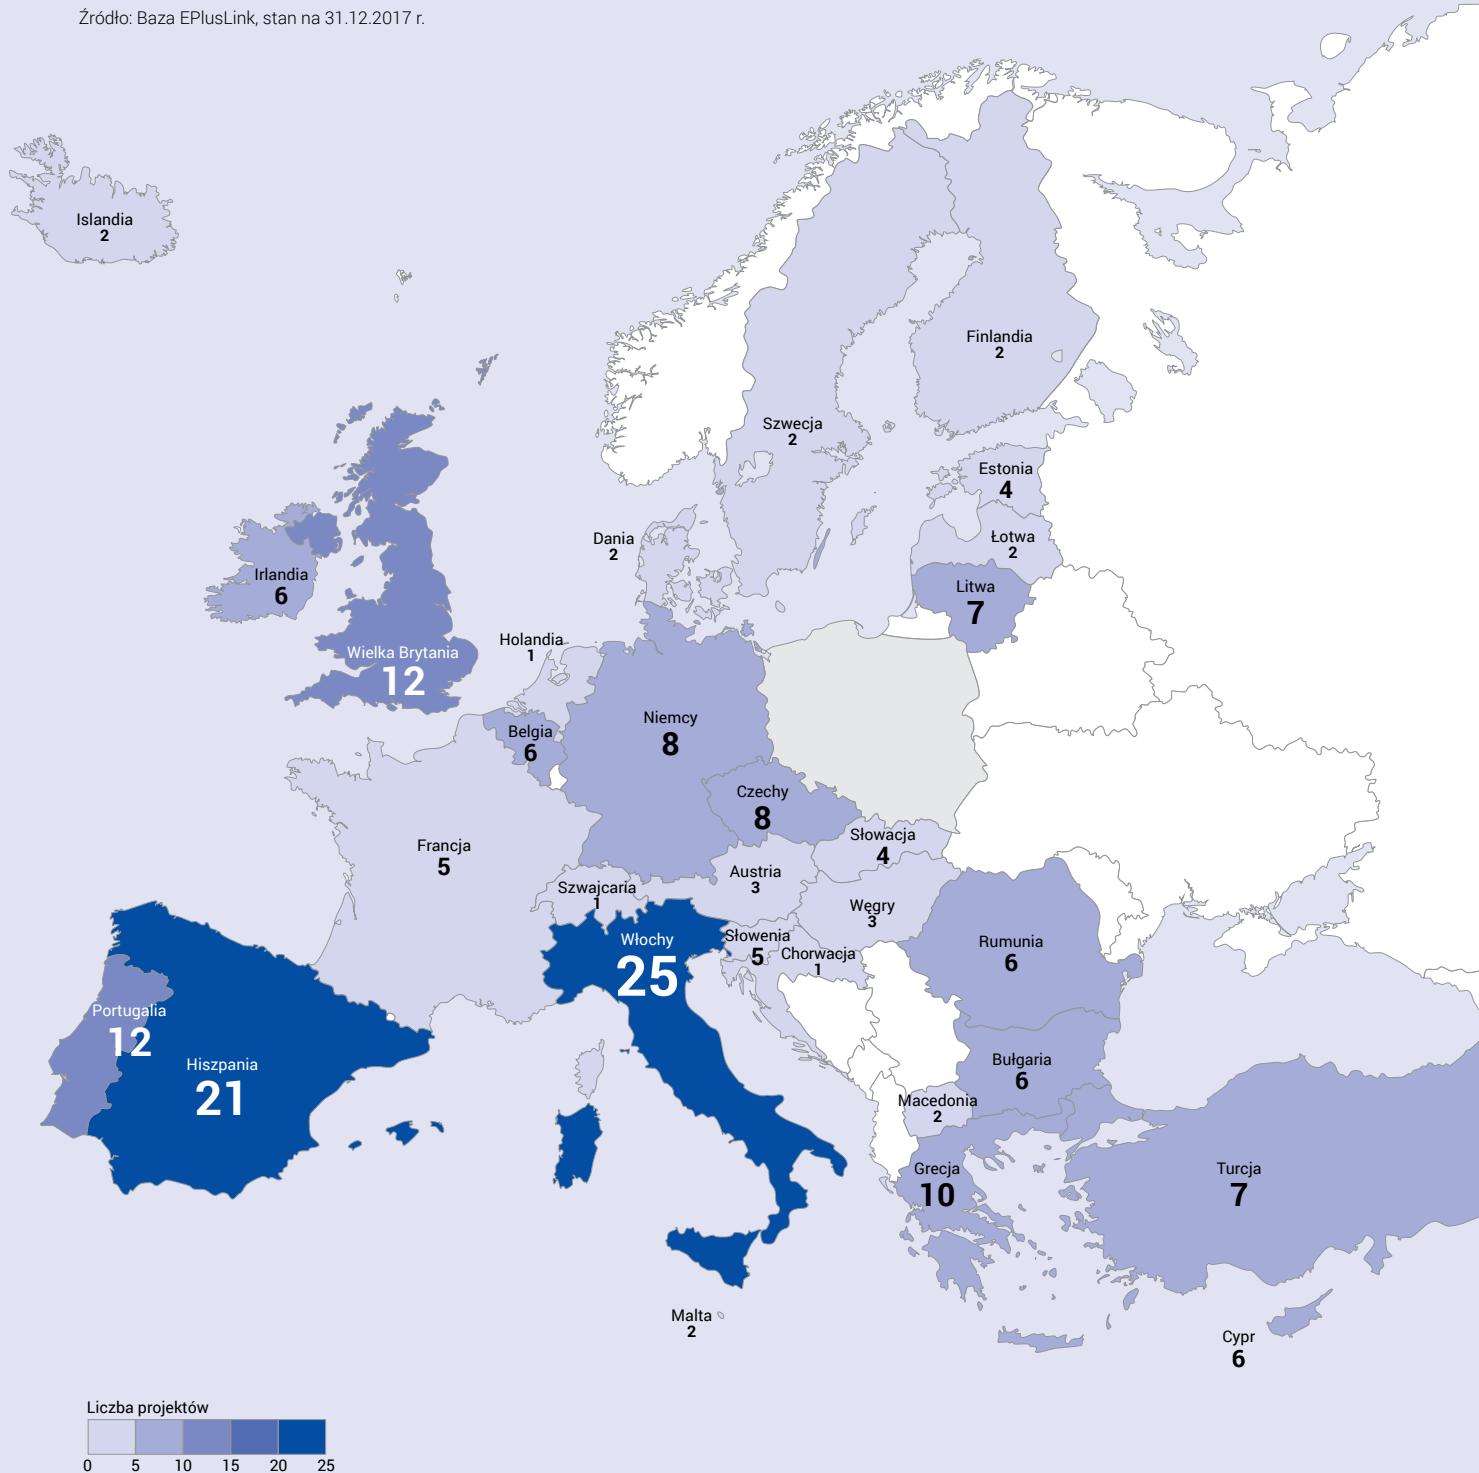 Źródło: Baza EPlusLink, stan na 31.12.2017 r.
Islandia
2
Finlandia
2
Szwecja
2
Estonia
4
Dania
2
Łotwa
2
Irlandia
6
Litwa
7
Holandia
1
Wielka Brytania
12
Niemcy
8
Belgia
6
Czechy
8
Słowacja
4
Francja
5
Austria
3
Szwajcaria
1
Węgry
3
Włochy
25
Słowenia
5
Chorwacja
1
Rumunia
6
Portugalia
12
Hiszpania
21
Bułgaria
6
Macedonia
2
Grecja
10
Turcja
7
Malta
2
Cypr
6
Liczba projektów
0 5 10 15 20 25